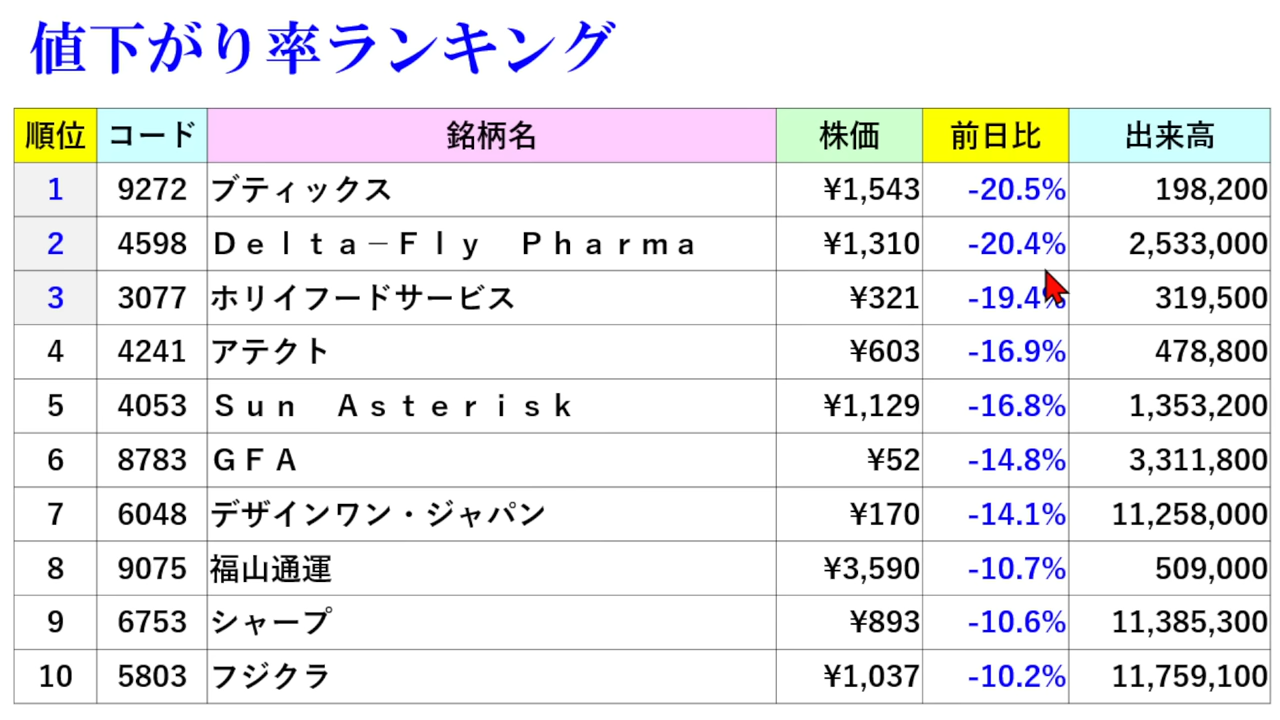 値下がり率ランキング
順位 コード 銘柄名 株価 前日比 出来高
1 9272 ブティックス ¥1,543 -20.5% 198,200
2 4598 Ｄｅｌｔａ－Ｆｌｙ　Ｐｈａｒｍａ ¥1,310 -20.4% 2,533,000
3 3077 ホリイフードサービス ¥321 -19.4% 319,500
4 4241 アテクト ¥603 -16.9% 478,800
5 4053 Ｓｕｎ　Ａｓｔｅｒｉｓｋ ¥1,129 -16.8% 1,353,200
6 8783 ＧＦＡ ¥52 -14.8% 3,311,800
7 6048 デザインワン・ジャパン ¥170 -14.1% 11,258,000
8 9075 福山通運 ¥3,590 -10.7% 509,000
9 6753 シャープ ¥893 -10.6% 11,385,300
10 5803 フジクラ ¥1,037 -10.2% 11,759,100